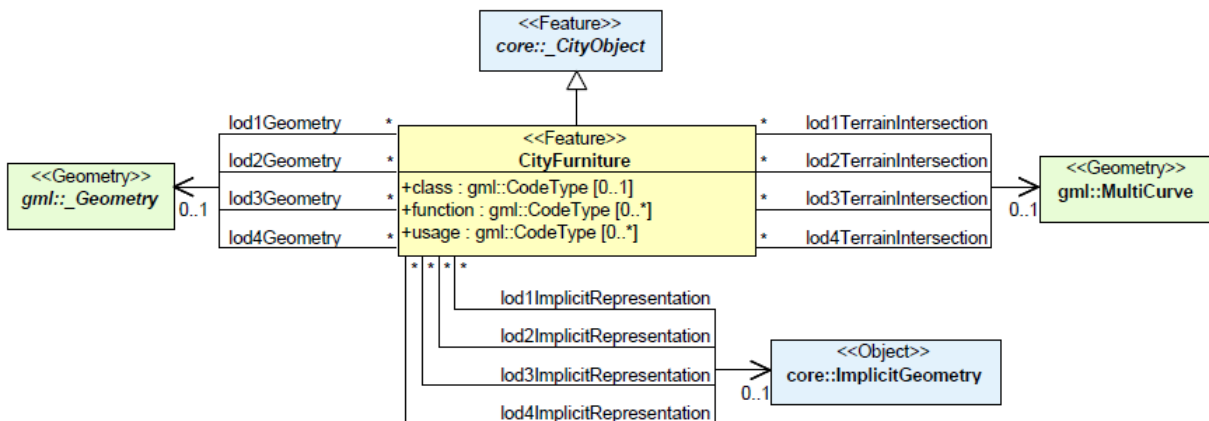 <<Feature>>
core::_CityObject
lod1Geometry *
lod2Geometry *
lod3Geometry *
lod4Geometry *
<<Geometry>>
gml::_Geometry
0..1
<<Feature>>
CityFurniture
+class : gml::CodeType [0..1]
+function : gml::CodeType [0..*]
+usage : gml::CodeType [0..*]
* lod1TerrainIntersection
* lod2TerrainIntersection
* lod3TerrainIntersection
* lod4TerrainIntersection
<<Geometry>>
gml::MultiCurve
0..1
* * * *
lod1ImplicitRepresentation
lod2ImplicitRepresentation
lod3ImplicitRepresentation
lod4ImplicitRepresentation
<<Object>>
core::ImplicitGeometry
0..1